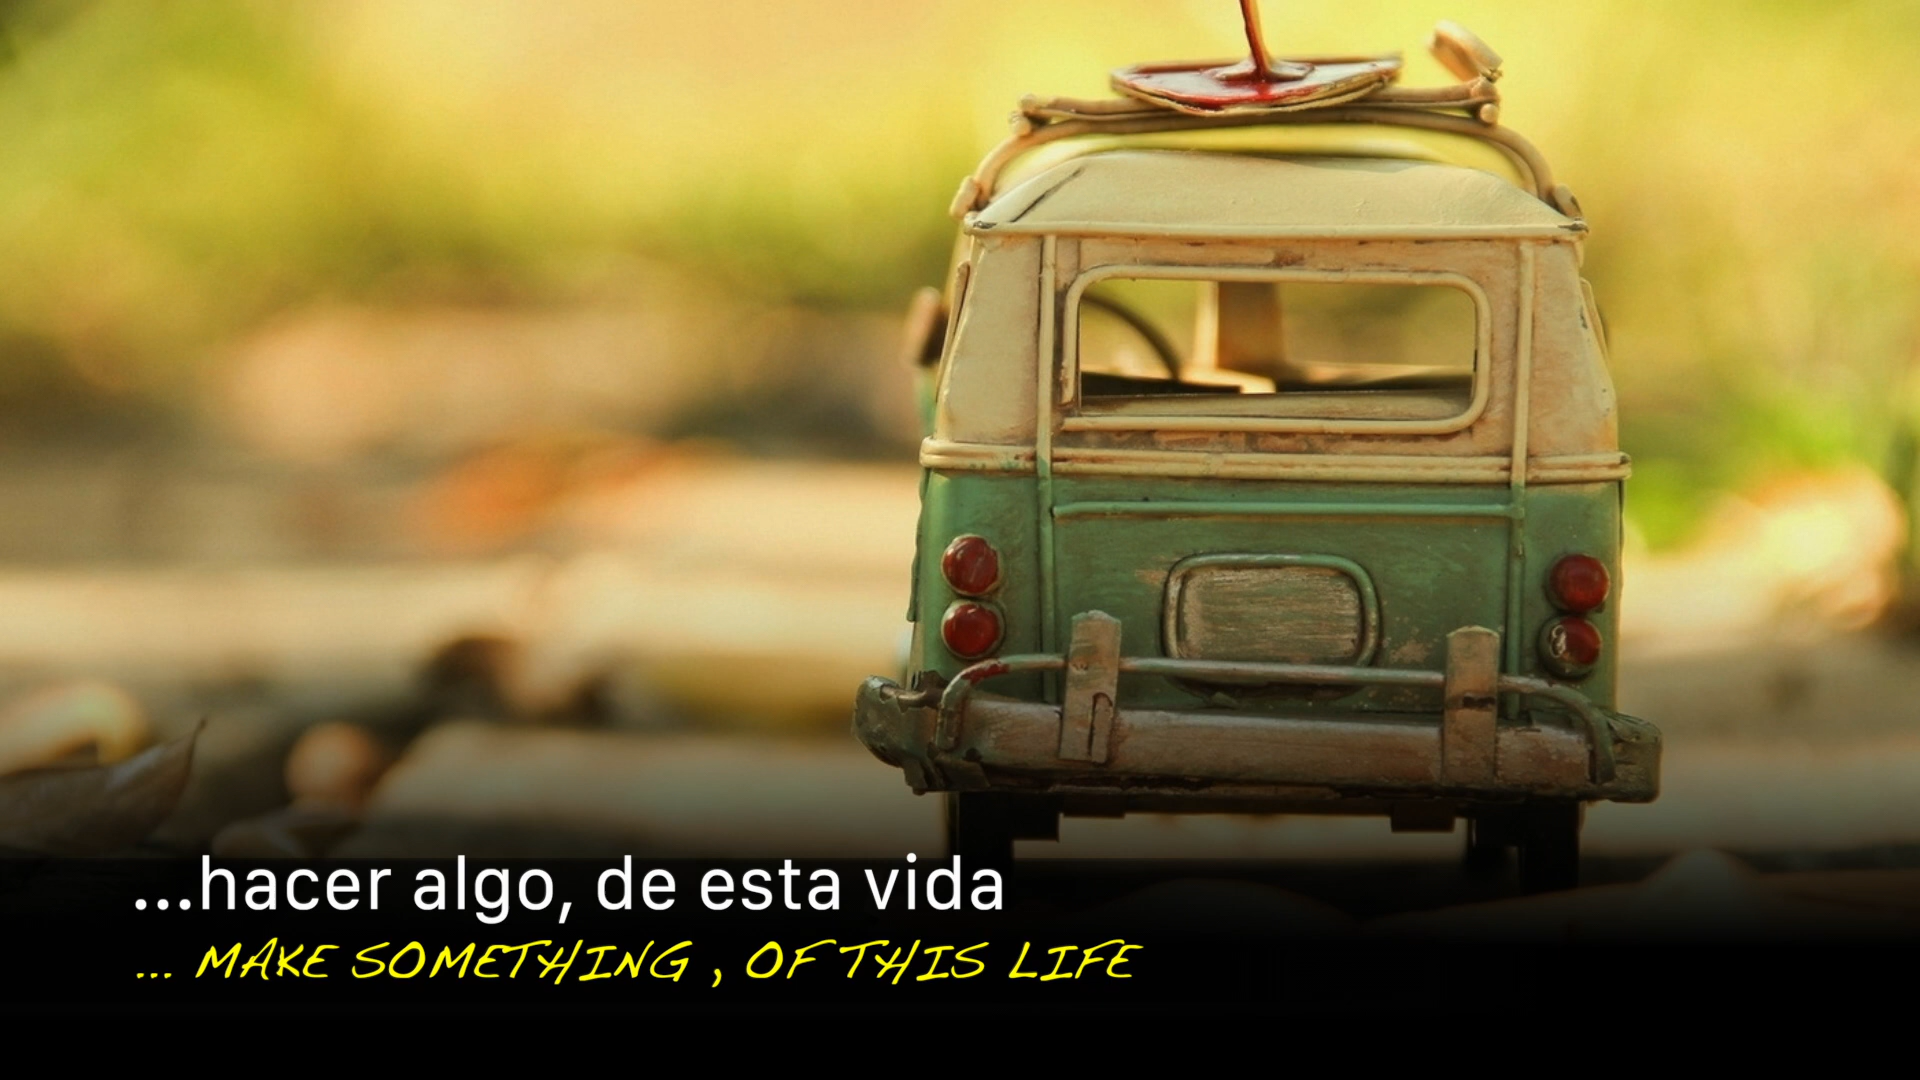 ...hacer algo, de esta vida
... MAKE SOMETHING , OF THIS LIFE